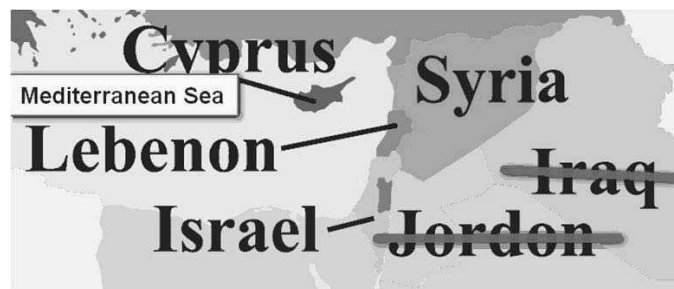 Cyprus
Mediterranean Sea
Syria
Lebenon
Iraq
Israel
Jordon